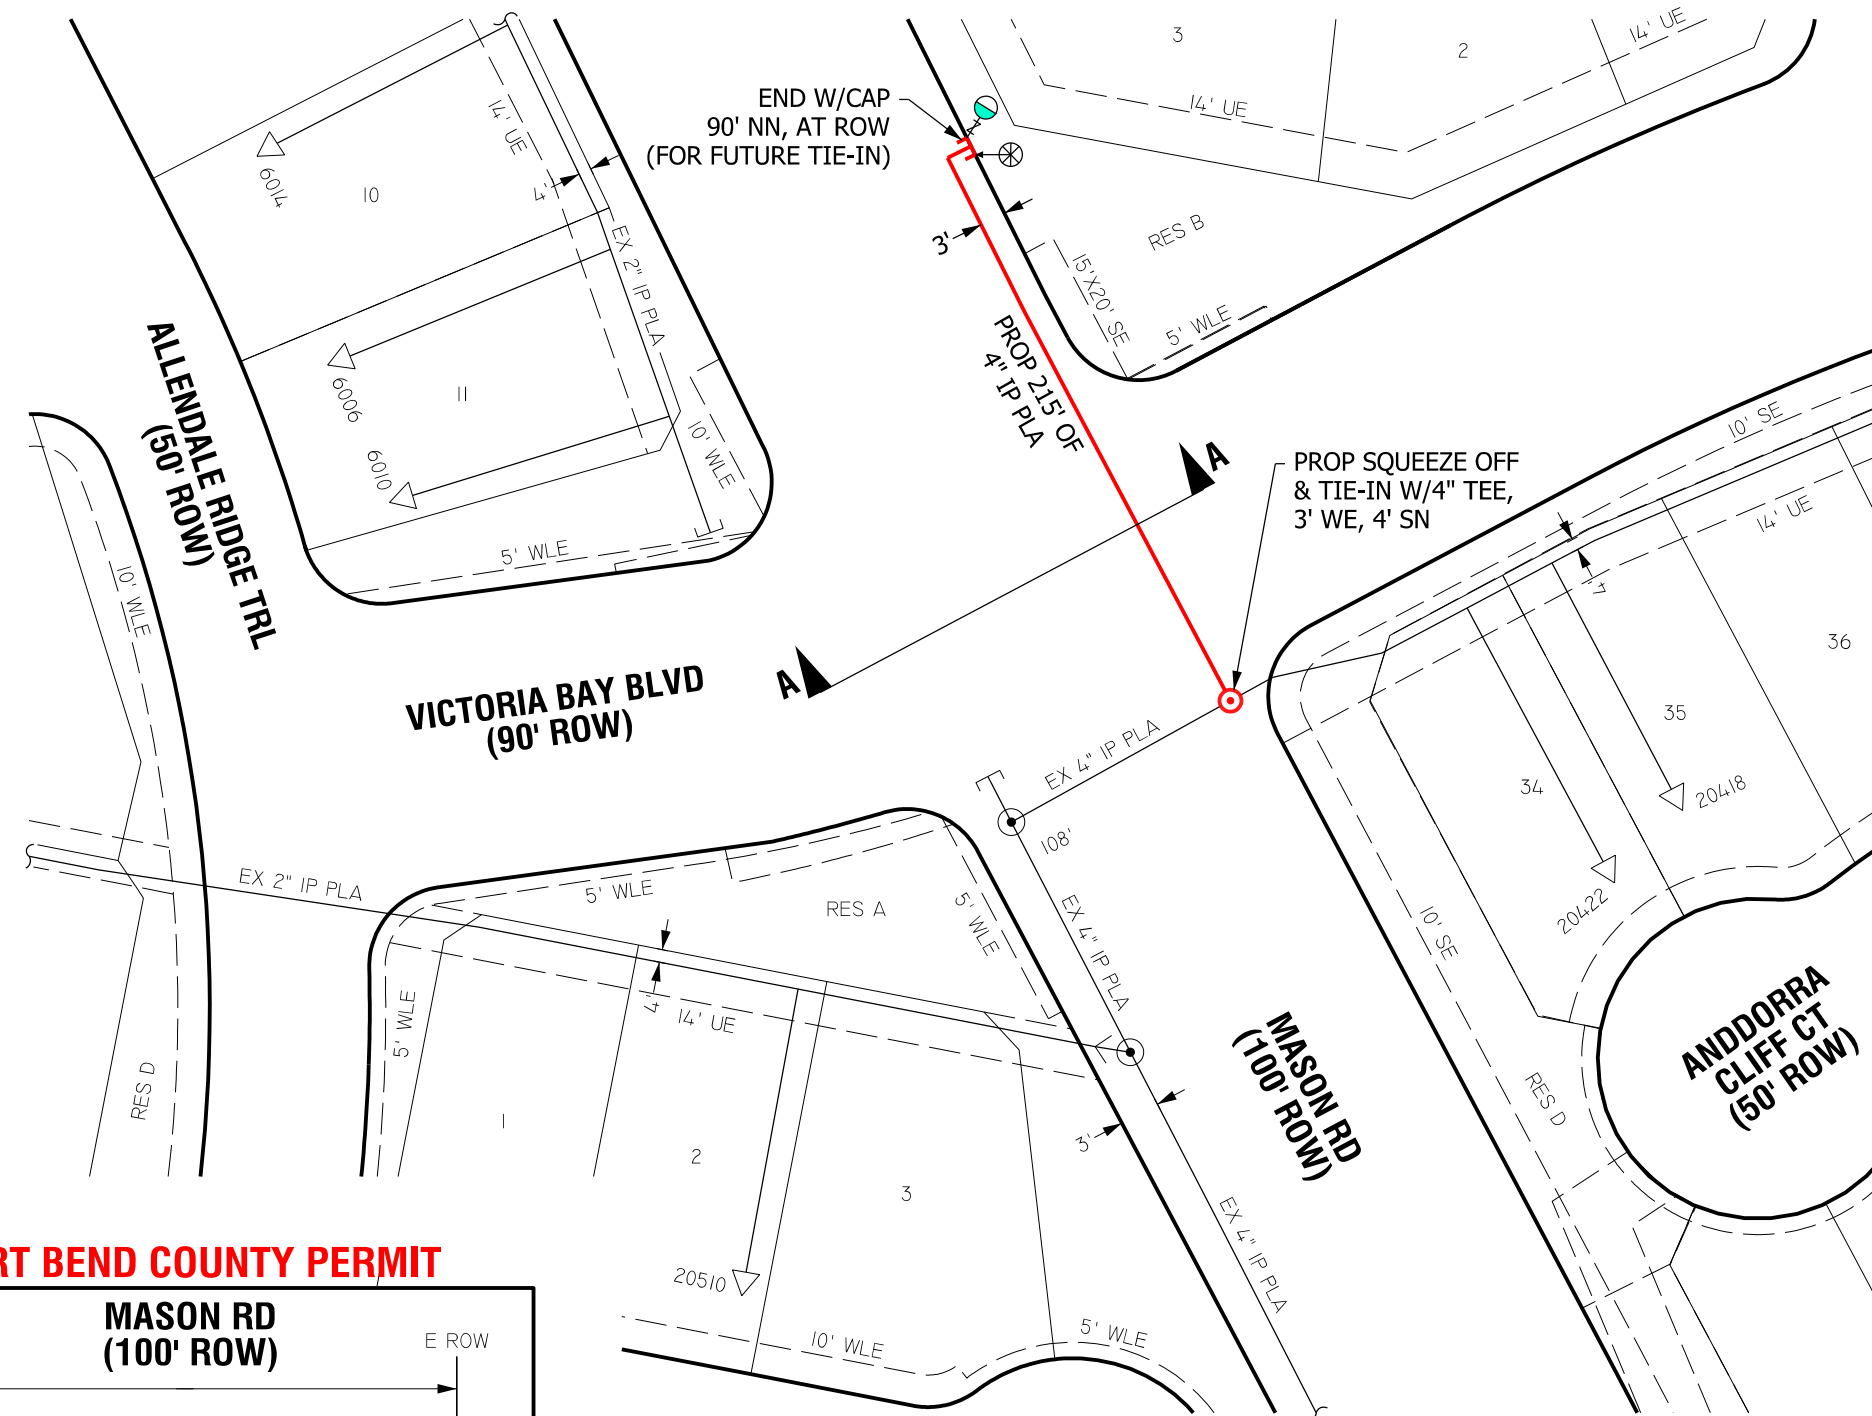 3
2
14' UE
14' UE
14' UE
END W/CAP
90' NN, AT ROW
(FOR FUTURE TIE-IN)
6014
10
4'
EX 2" IP PLA
3'
RES B
15'X20' SE
5' WLE
ALLENDALE RIDGE TRL
(50' ROW)
6006
11
6010
10' WLE
5' WLE
PROP 215' OF
4" IP PLA
A
PROP SQUEEZE OFF
& TIE-IN W/4" TEE,
3' WE, 4' SN
10' SE
14' UE
4'
36
35
34
20418
20422
10' WLE
VICTORIA BAY BLVD
(90' ROW)
A
EX 4" IP PLA
108'
EX 2" IP PLA
5' WLE
RES A
5' WLE
EX 4" IP PLA
10' SE
4'
14' UE
5' WLE
RES D
1
2
3
3'
MASON RD
(100' ROW)
RES D
ANDDORRA
CLIFF CT
(50' ROW)
EX 4" IP PLA
20510
10' WLE
5' WLE
RT BEND COUNTY PERMIT
MASON RD
(100' ROW)
E ROW